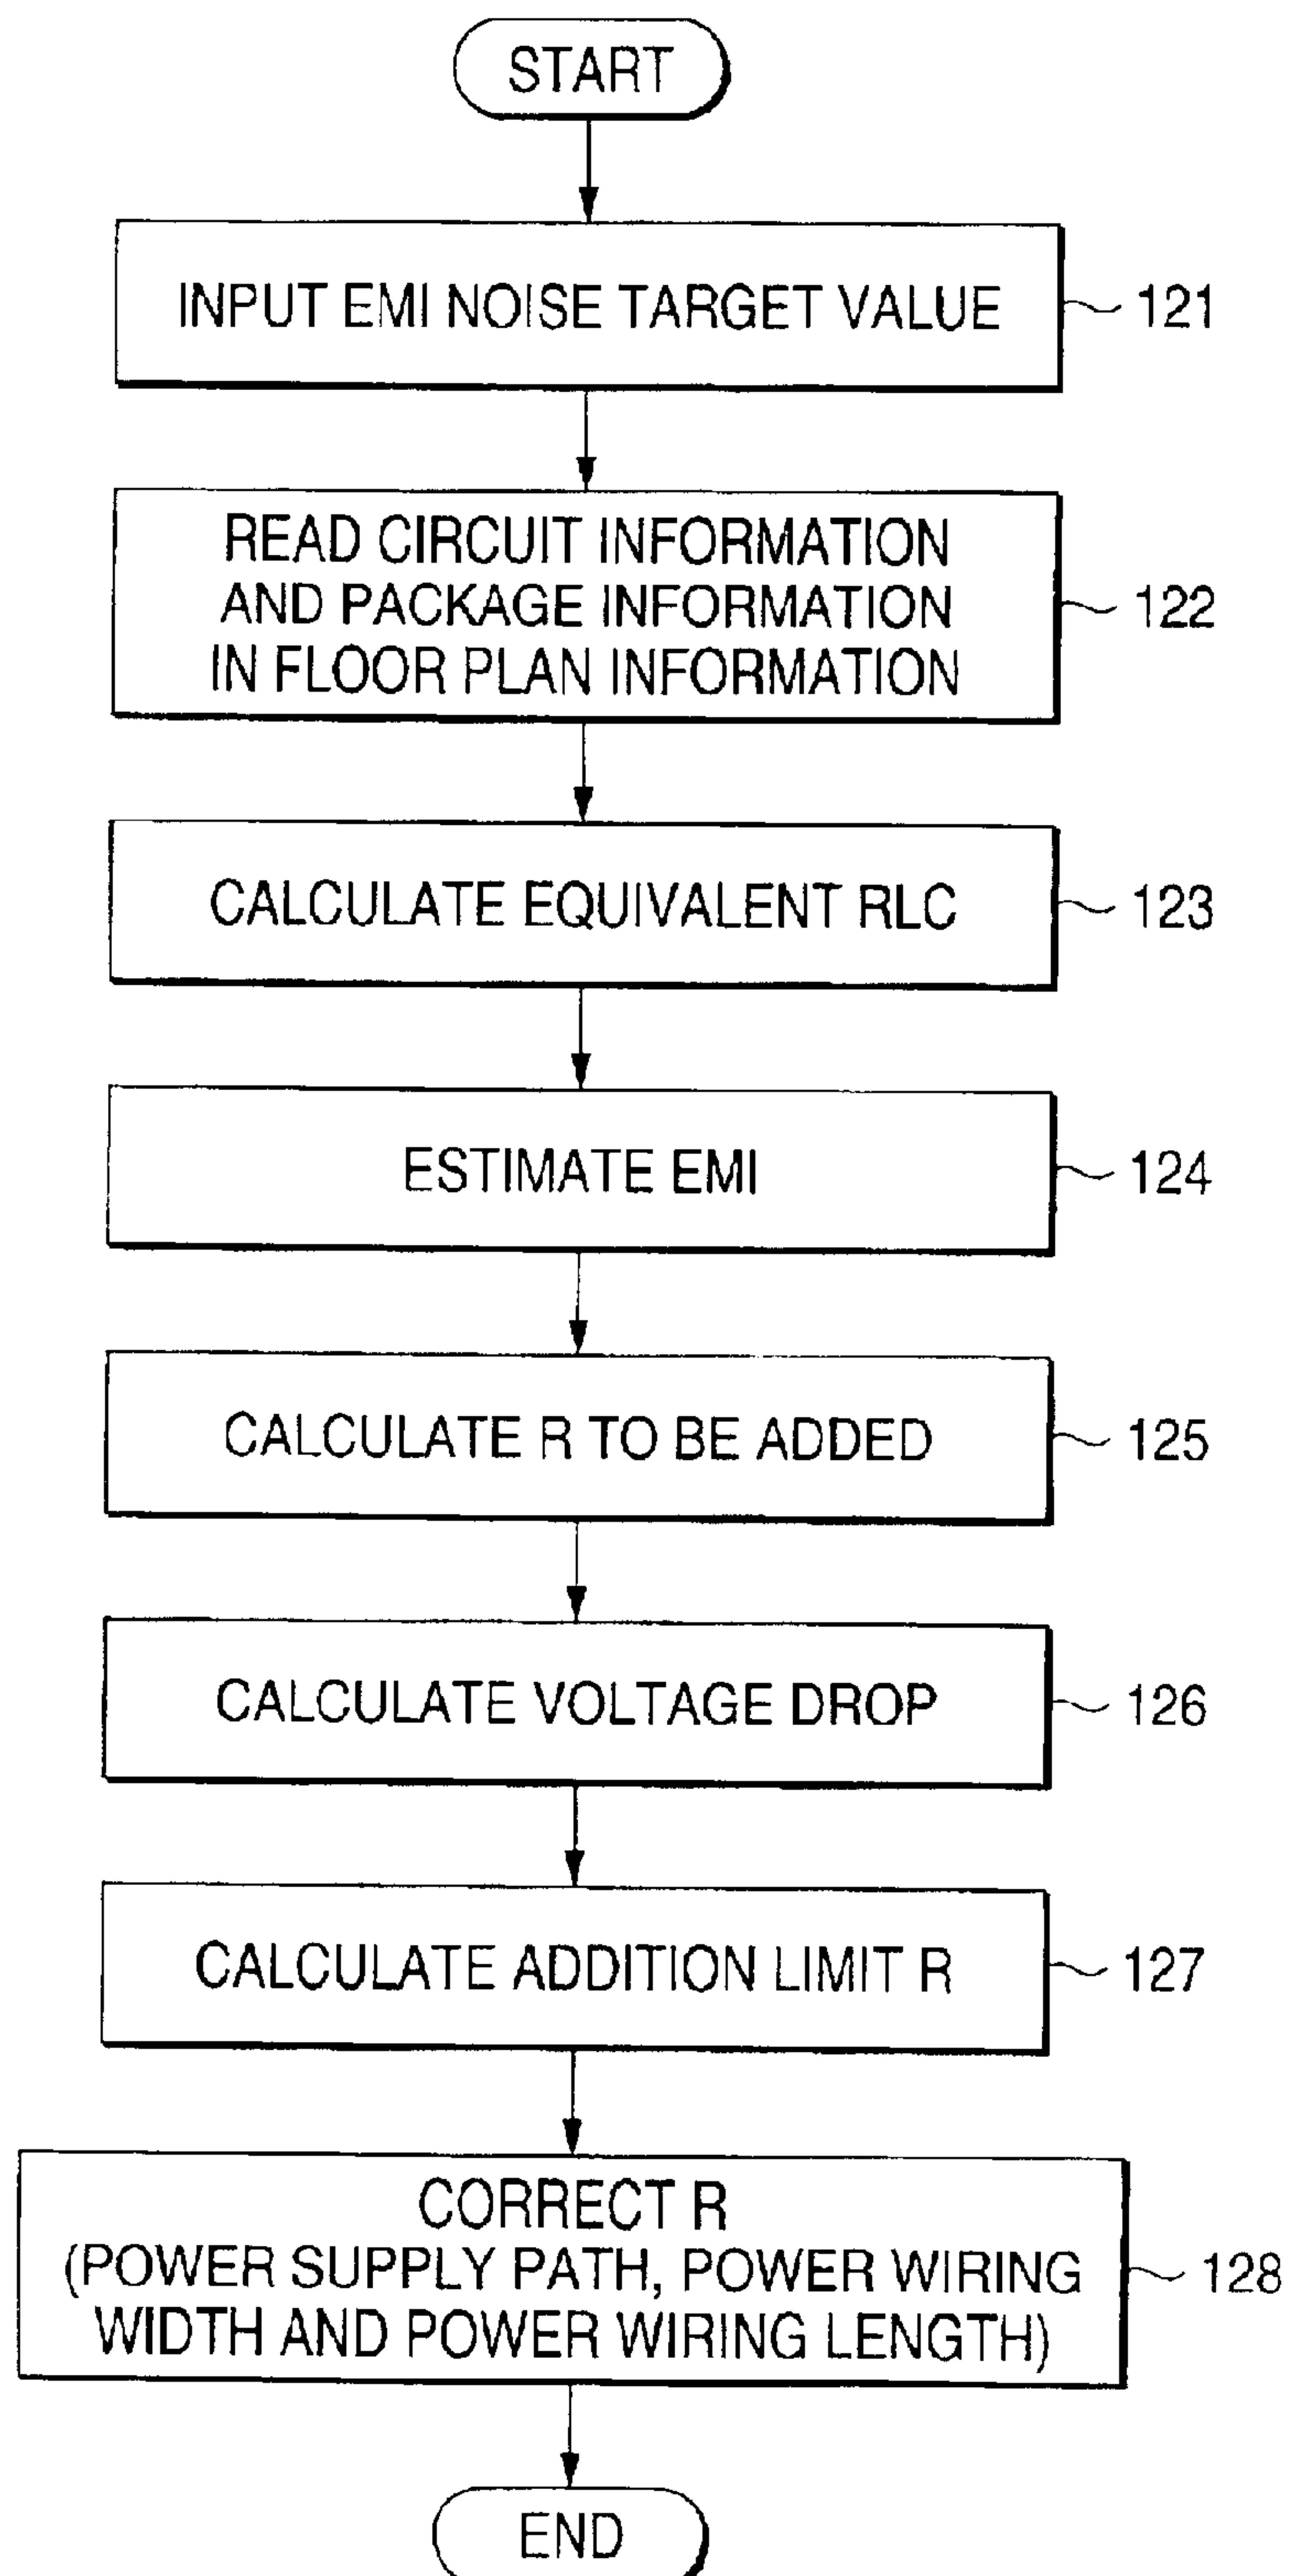 START
INPUT EMI NOISE TARGET VALUE
121
READ CIRCUIT INFORMATION
AND PACKAGE INFORMATION
IN FLOOR PLAN INFORMATION
122
CALCULATE EQUIVALENT RLC
123
ESTIMATE EMI
124
CALCULATE R TO BE ADDED
125
CALCULATE VOLTAGE DROP
126
CALCULATE ADDITION LIMIT R
127
CORRECT R
(POWER SUPPLY PATH, POWER WIRING
WIDTH AND POWER WIRING LENGTH)
128
END